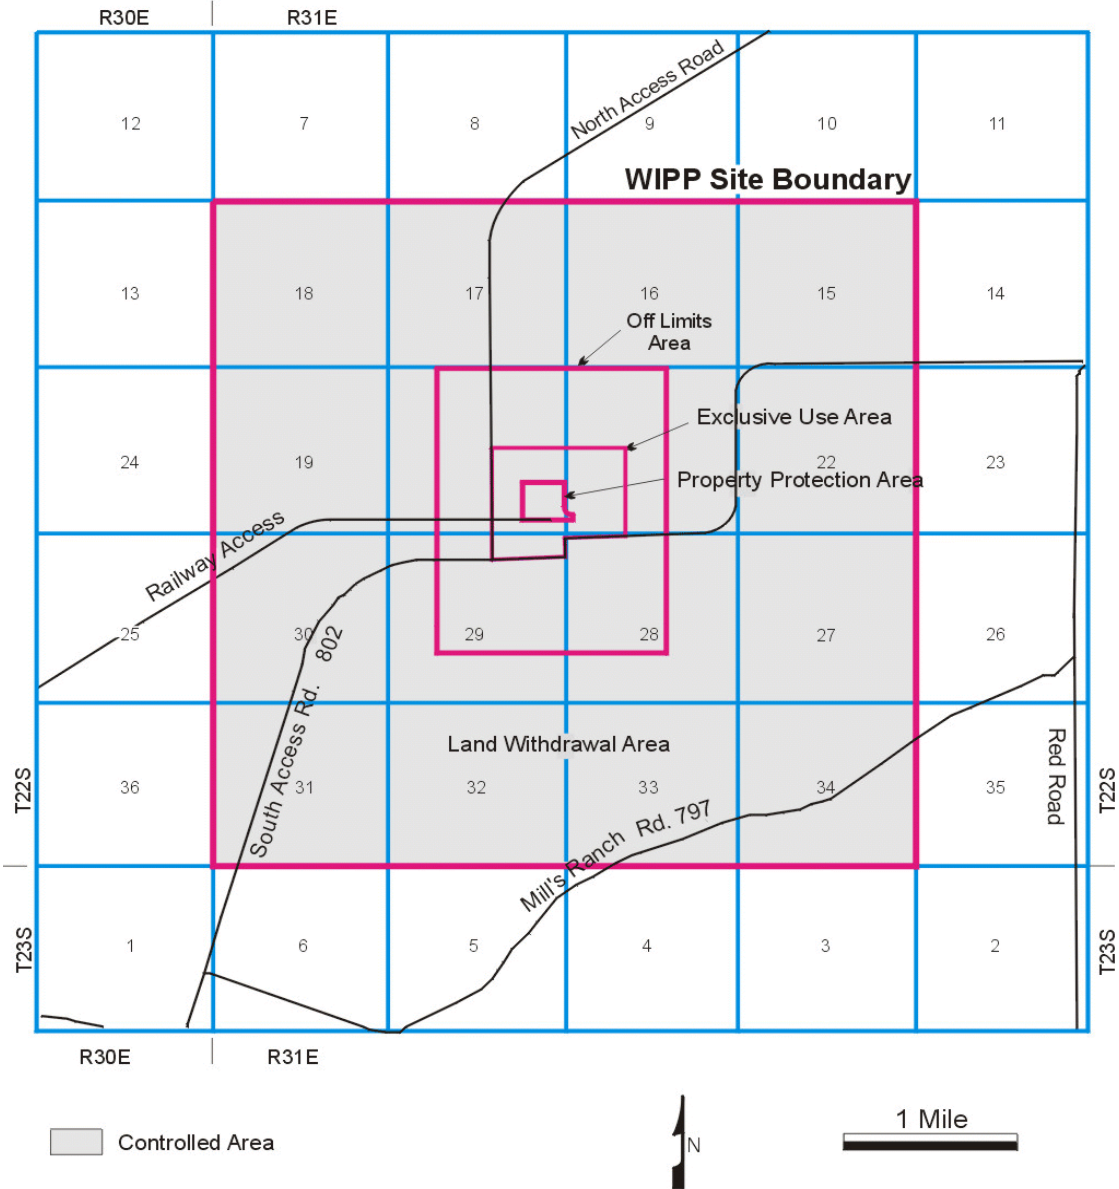 R30E
R31E
12
7
8
North Access Road
9
10
11
WIPP Site Boundary
13
18
17
16
15
14
Off Limits
Area
Exclusive Use Area
24
19
22
23
Property Protection Area
Railway Access
25
30
802
29
28
27
26
South Access Rd.
Land Withdrawal Area
Red Road
T22S
36
31
32
33
34
35
T22S
Mill's Ranch Rd. 797
T23S
1
6
5
4
3
2
T23S
R30E
R31E
Controlled Area
N
1 Mile